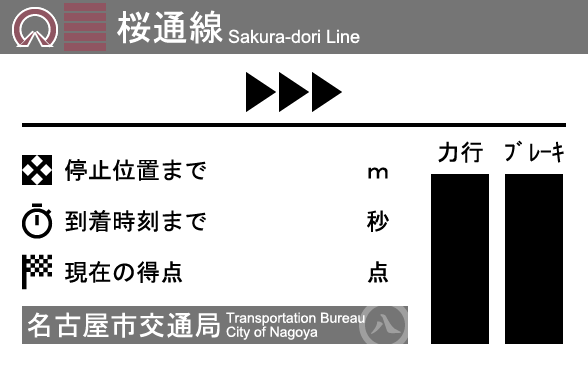 桜通線 Sakura-dori Line
力行 ブレーキ
停止位置まで m
到着時刻まで 秒
現在の得点 点
名古屋市交通局 Transportation Bureau
City of Nagoya
八